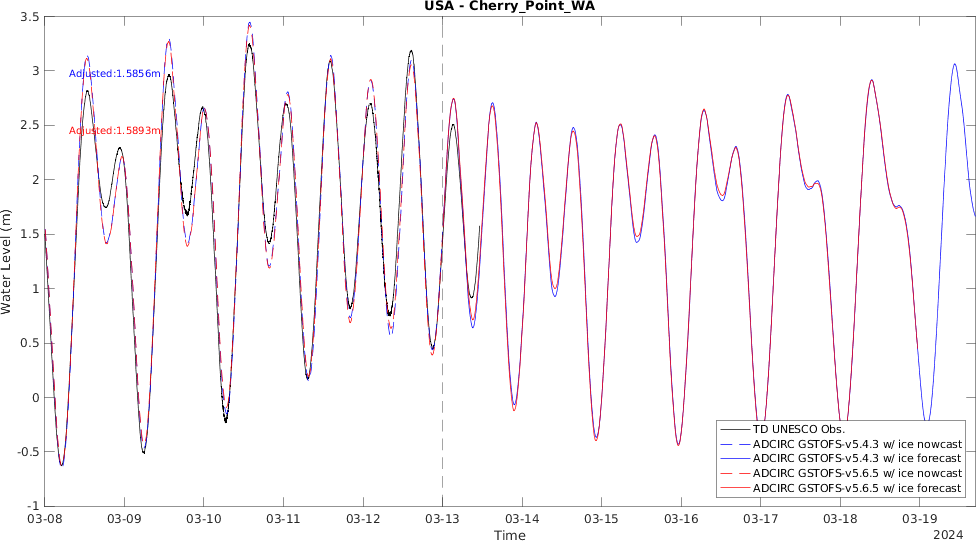 USA - Cherry_Point_WA
3.5
3
2.5
2
1.5
1
0.5
0
-0.5
-1
Water Level (m)
Adjusted:1.5856m
Adjusted:1.5893m
TD UNESCO Obs.
ADCIRC GSTOFS-v5.4.3 w/ ice nowcast
ADCIRC GSTOFS-v5.4.3 w/ ice forecast
ADCIRC GSTOFS-v5.6.5 w/ ice nowcast
ADCIRC GSTOFS-v5.6.5 w/ ice forecast
03-08 03-09 03-10 03-11 03-12 03-13 03-14 03-15 03-16 03-17 03-18 03-19
Time
2024